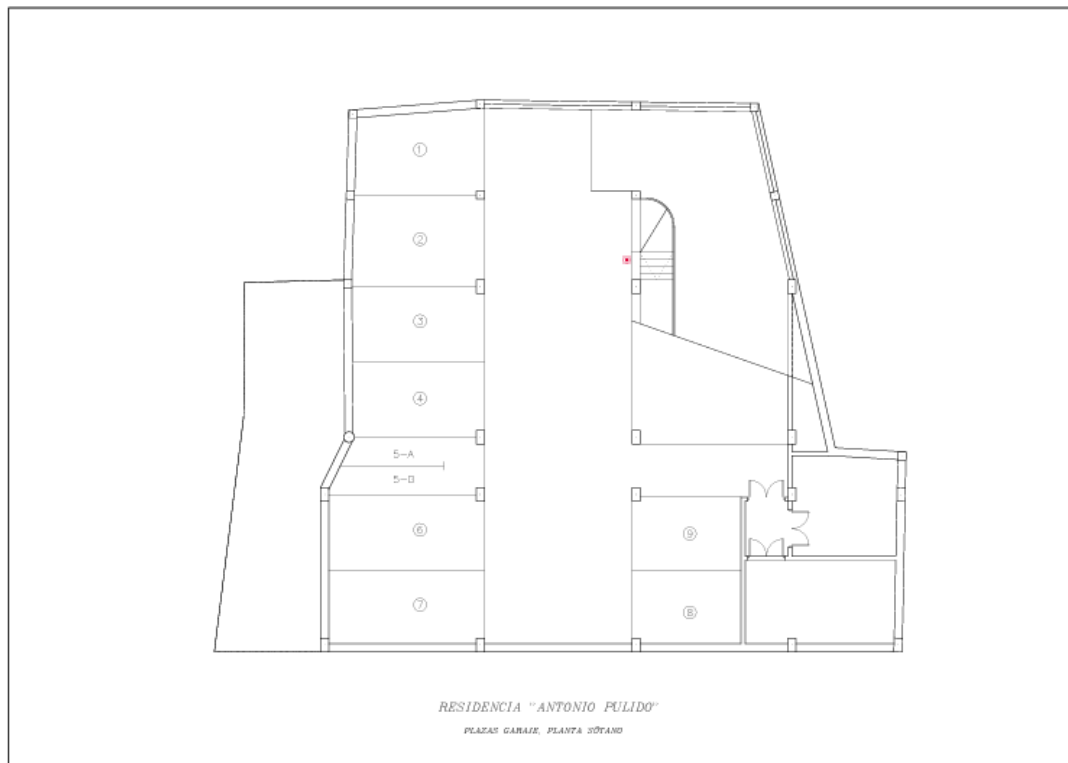 1
2
3
4
5-A
5-D
6
9
7
8
RESIDENCIA "ANTONIO PULIDO"
PLAZAS GARAJE, PLANTA SÓTANO